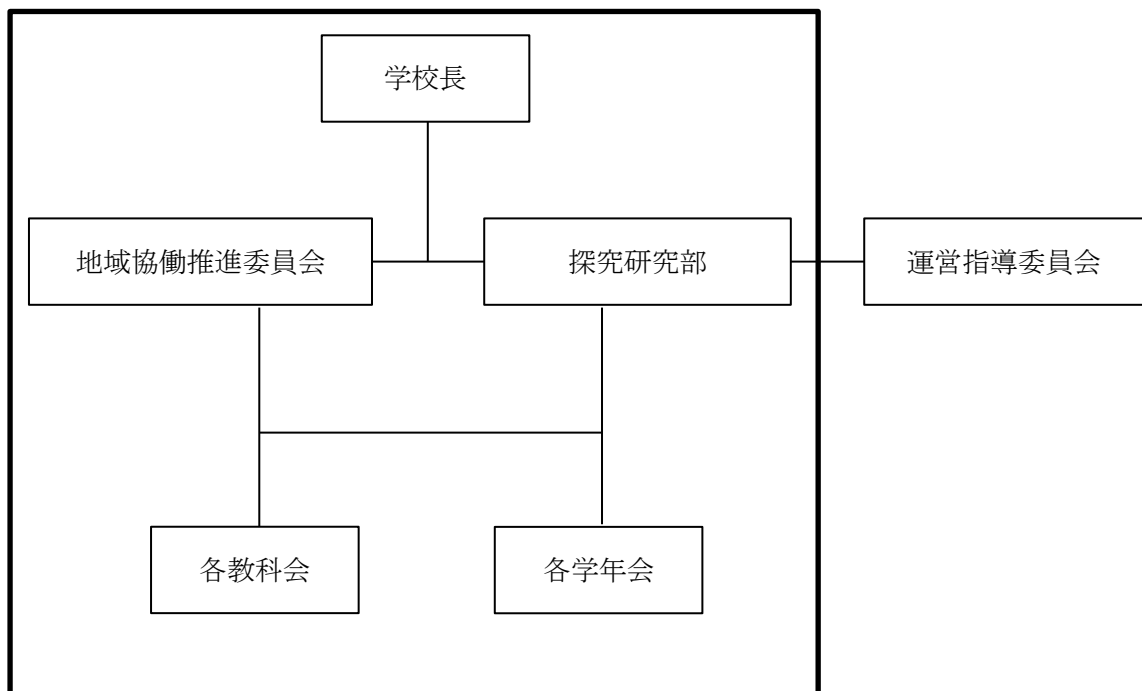 学校長
地域協働推進委員会
探究研究部
運営指導委員会
各教科会
各学年会